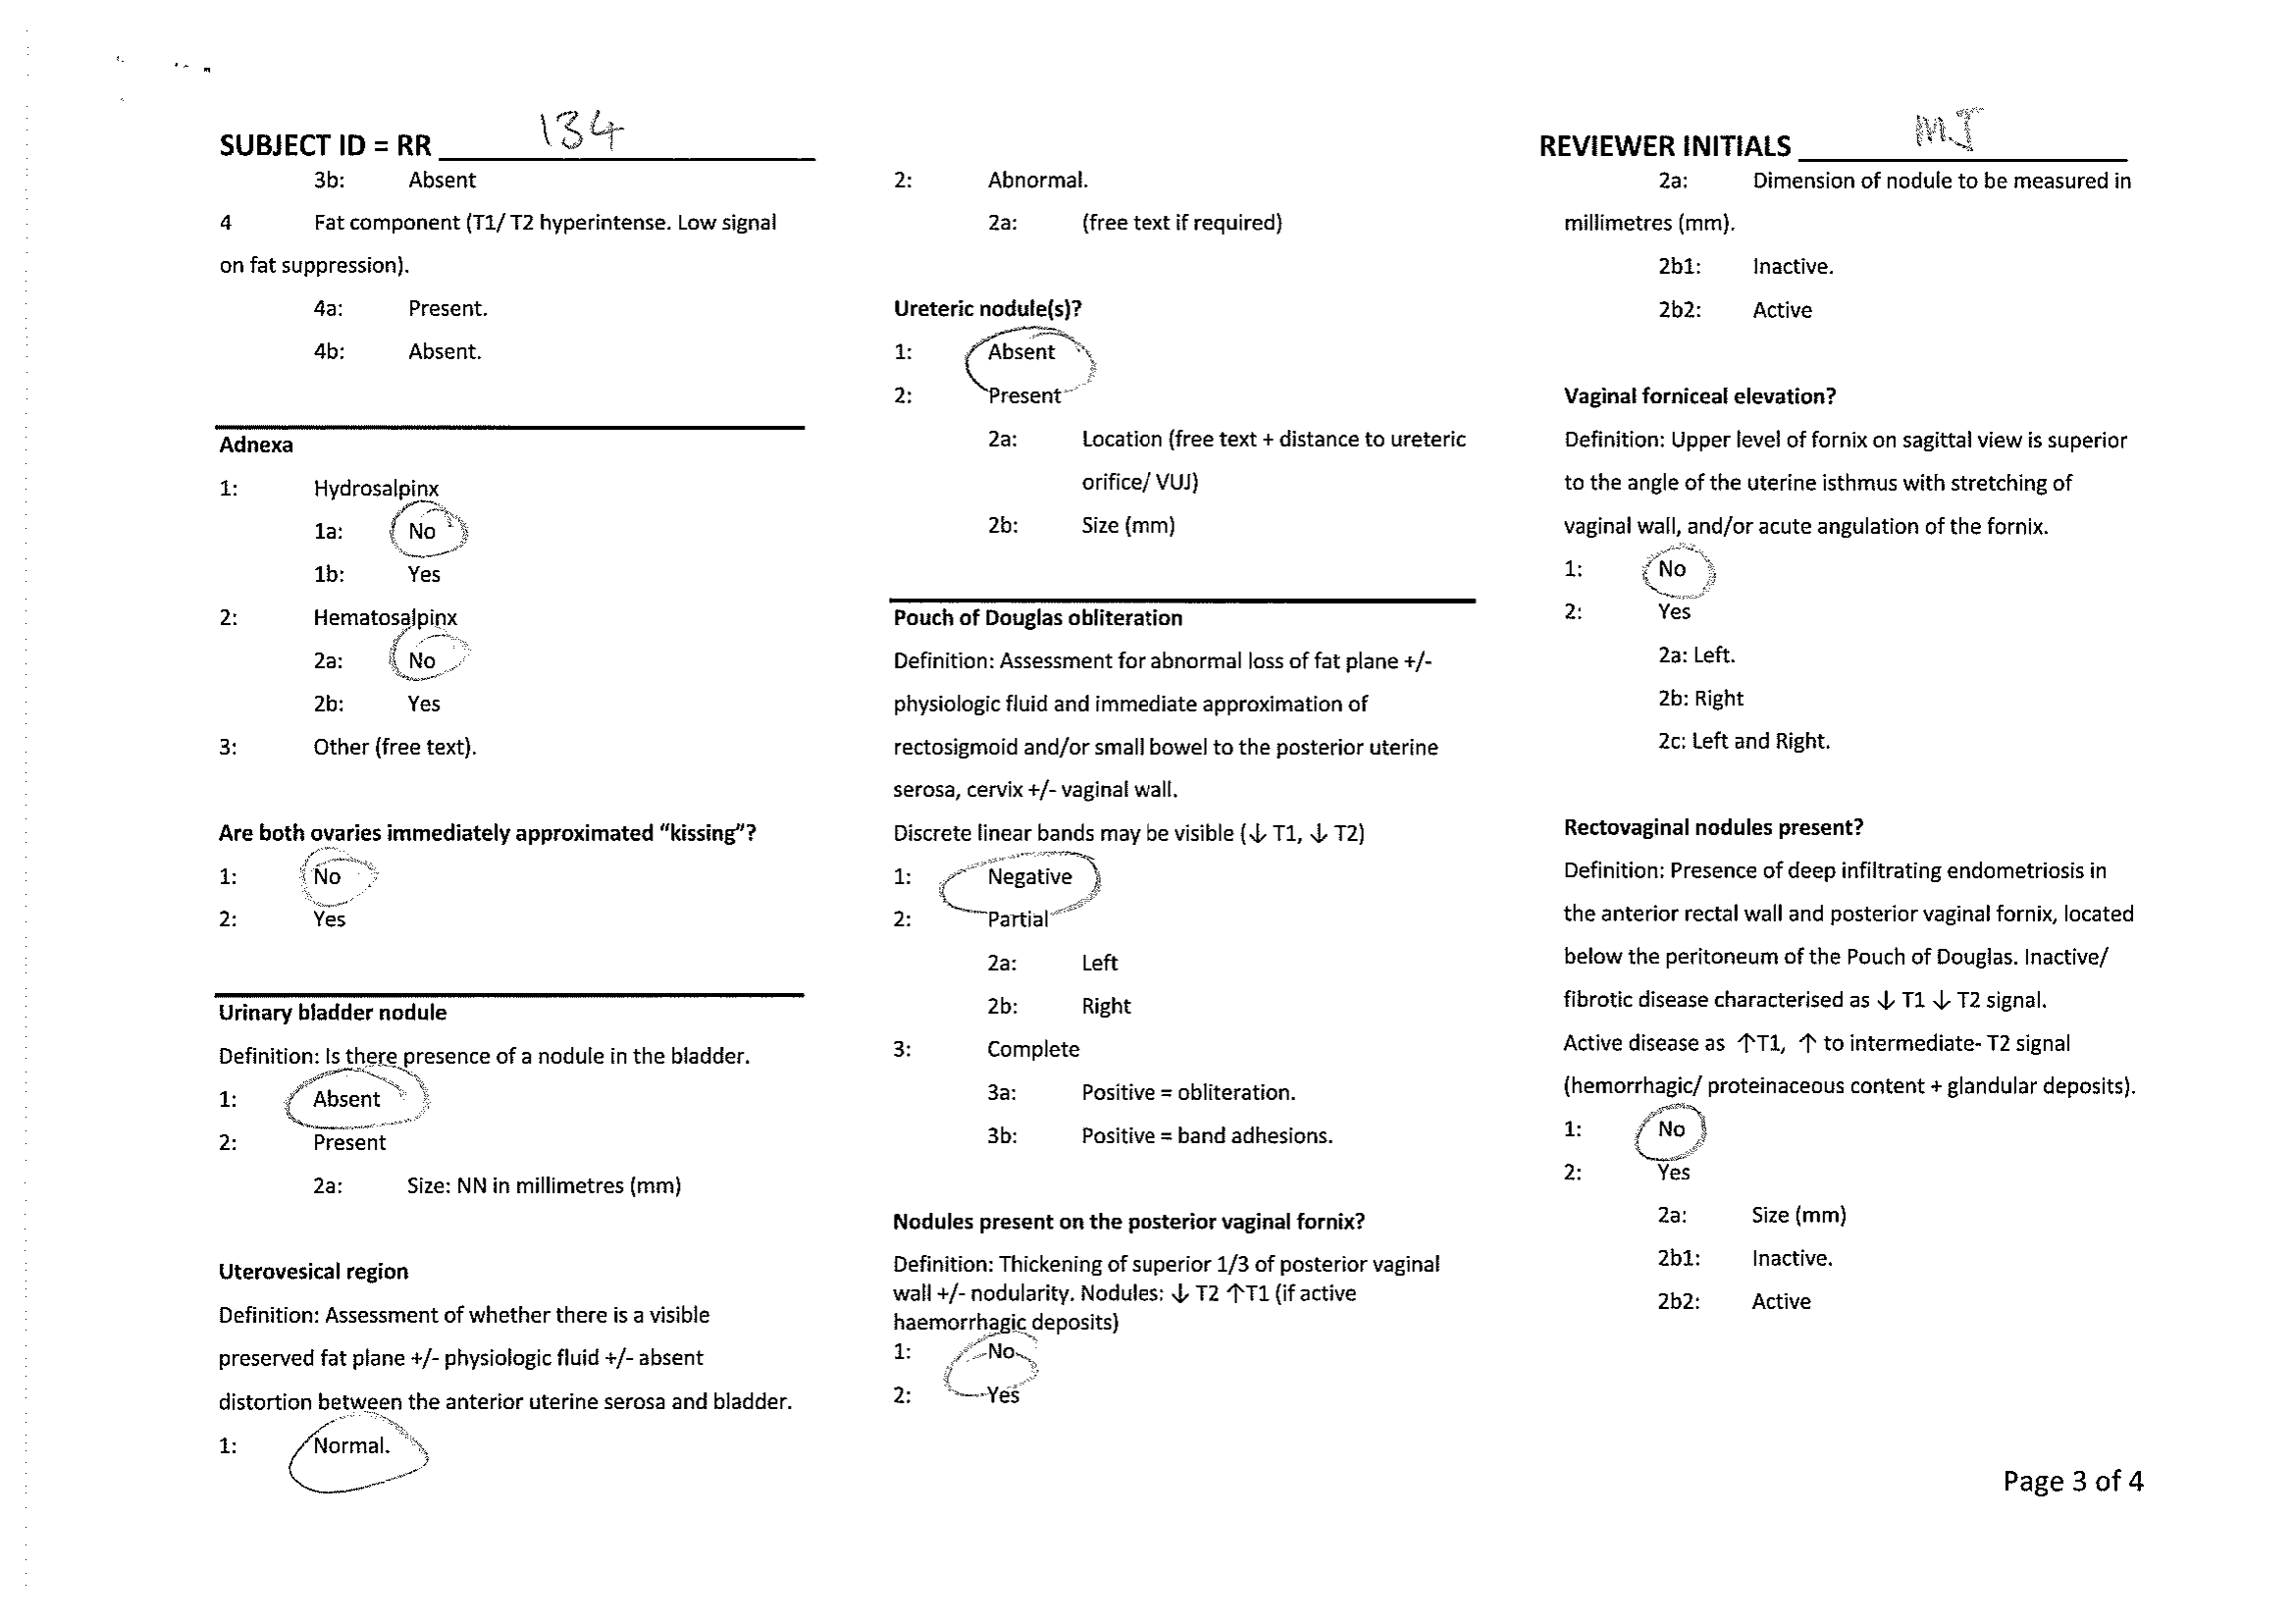 SUBJECT ID = RR 134
REVIEWER INITIALS MJ
3b: Absent
4 Fat component (T1/ T2 hyperintense. Low signal
on fat suppression).
4a: Present.
4b: Absent.
Adnexa
1: Hydrosalpinx
1a: No
1b: Yes
2: Hematosalpinx
2a: No
2b: Yes
3: Other (free text).
Are both ovaries immediately approximated “kissing”?
1: No
2: Yes
Urinary bladder nodule
Definition: Is there presence of a nodule in the bladder.
1: Absent
2: Present
2a: Size: NN in millimetres (mm)
Uterovesical region
Definition: Assessment of whether there is a visible
preserved fat plane +/- physiologic fluid +/- absent
distortion between the anterior uterine serosa and bladder.
1: Normal.
2: Abnormal.
2a: (free text if required)
Ureteric nodule(s)?
1: Absent
2: Present
2a: Location (free text + distance to ureteric
orifice/ VUJ)
2b: Size (mm)
Pouch of Douglas obliteration
Definition: Assessment for abnormal loss of fat plane +/-
physiologic fluid and immediate approximation of
rectosigmoid and/or small bowel to the posterior uterine
serosa, cervix +/- vaginal wall.
Discrete linear bands may be visible (↓ T1, ↓ T2)
1: Negative
2: Partial
2a: Left
2b: Right
3: Complete
3a: Positive = obliteration.
3b: Positive = band adhesions.
Nodules present on the posterior vaginal fornix?
Definition: Thickening of superior 1/3 of posterior vaginal
wall +/- nodularity. Nodules: ↓ T2 ↑T1 (if active
haemorrhagic deposits)
1: No
2: Yes
2a: Dimension of nodule to be measured in
millimetres (mm).
2b1: Inactive.
2b2: Active
Vaginal forniceal elevation?
Definition: Upper level of fornix on sagittal view is superior
to the angle of the uterine isthmus with stretching of
vaginal wall, and/or acute angulation of the fornix.
1: No
2: Yes
2a: Left.
2b: Right
2c: Left and Right.
Rectovaginal nodules present?
Definition: Presence of deep infiltrating endometriosis in
the anterior rectal wall and posterior vaginal fornix, located
below the peritoneum of the Pouch of Douglas. Inactive/
fibrotic disease characterised as ↓ T1 ↓ T2 signal.
Active disease as ↑T1, ↑ to intermediate- T2 signal
(hemorrhagic/ proteinaceous content + glandular deposits).
1: No
2: Yes
2a: Size (mm)
2b1: Inactive.
2b2: Active
Page 3 of 4